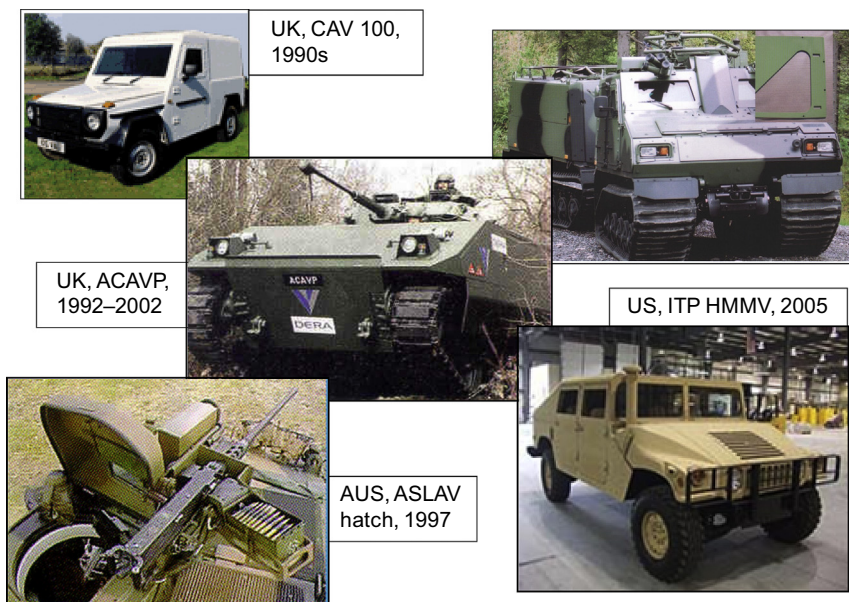 UK, CAV 100,
1990s
UK, ACAVP,
1992–2002
ACAVP
DERA
US, ITP HMMV, 2005
AUS, ASLAV
hatch, 1997